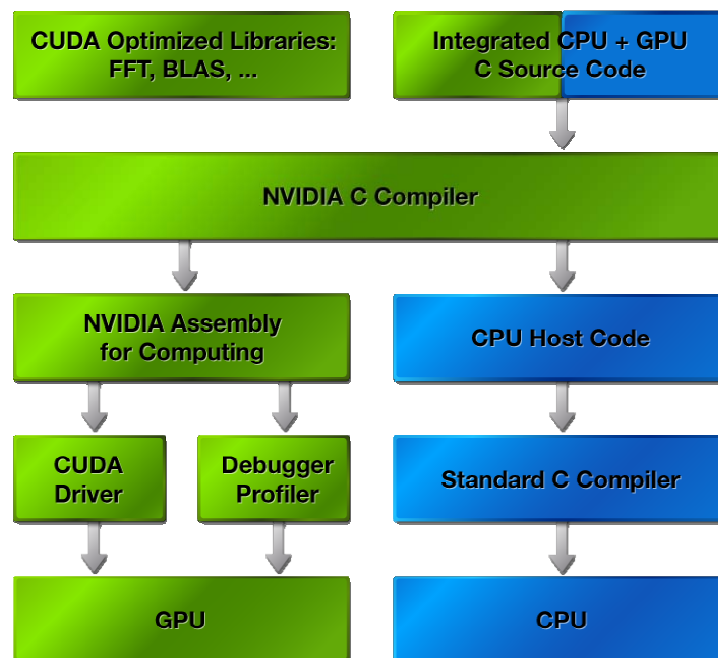 CUDA Optimized Libraries:
FFT, BLAS, ...
Integrated CPU + GPU
C Source Code
NVIDIA C Compiler
NVIDIA Assembly
for Computing
CPU Host Code
CUDA
Driver
Debugger
Profiler
Standard C Compiler
GPU
CPU